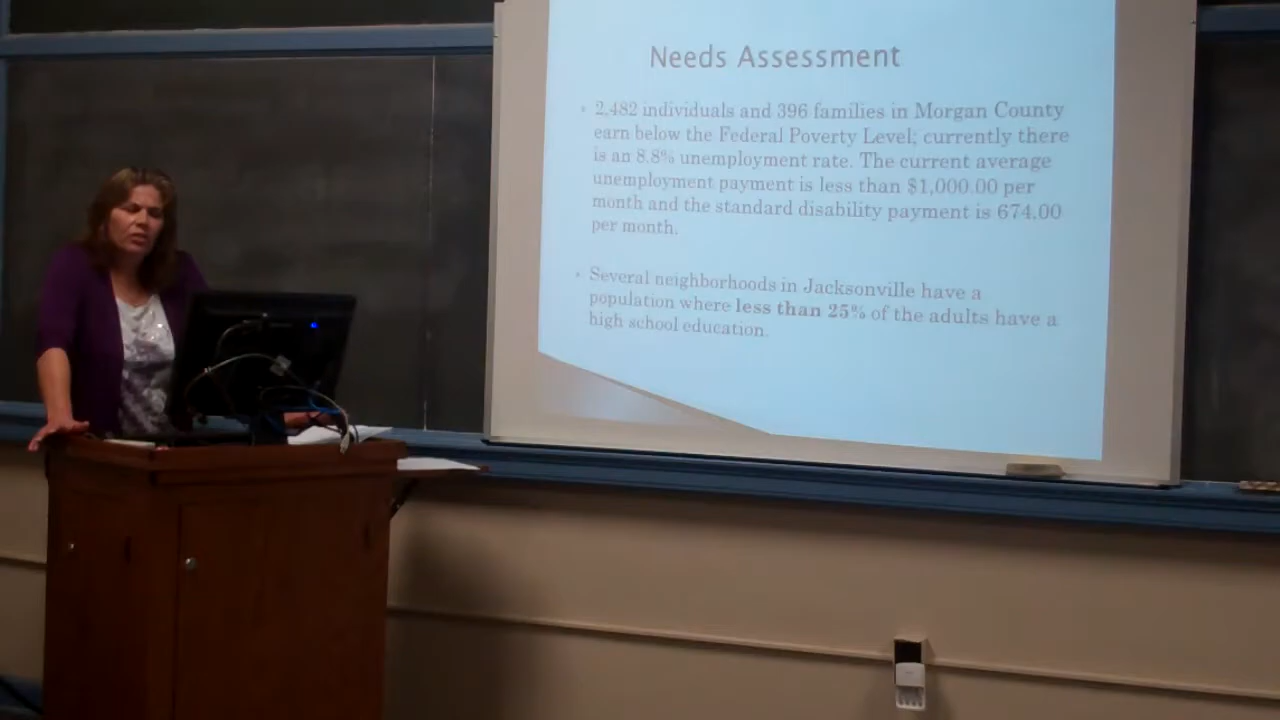 Needs Assessment
2,482 individuals and 396 families in Morgan County
earn below the Federal Poverty Level; currently there
is an 8.8% unemployment rate. The current average
unemployment payment is less than $1,000.00 per
month and the standard disability payment is 674.00
per month.
Several neighborhoods in Jacksonville have a
population where less than 25% of the adults have a
high school education.